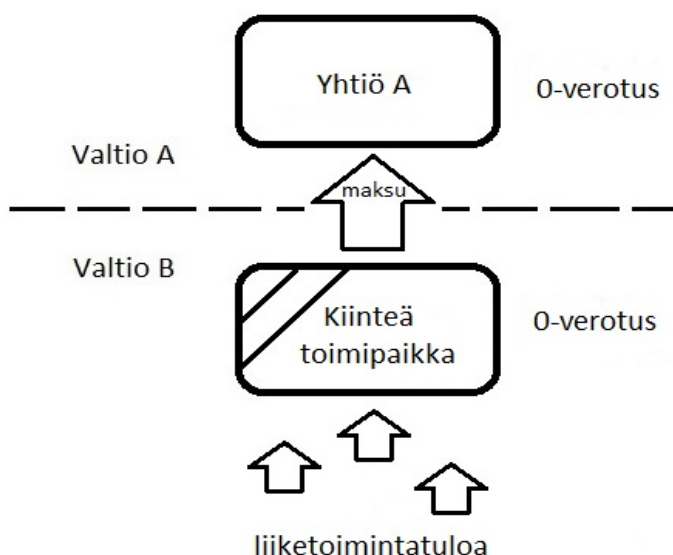 Yhtiö A
0-verotus
Valtio A
maksu
Valtio B
Kiinteä
toimipaikka
0-verotus
liiketoimintatuloa